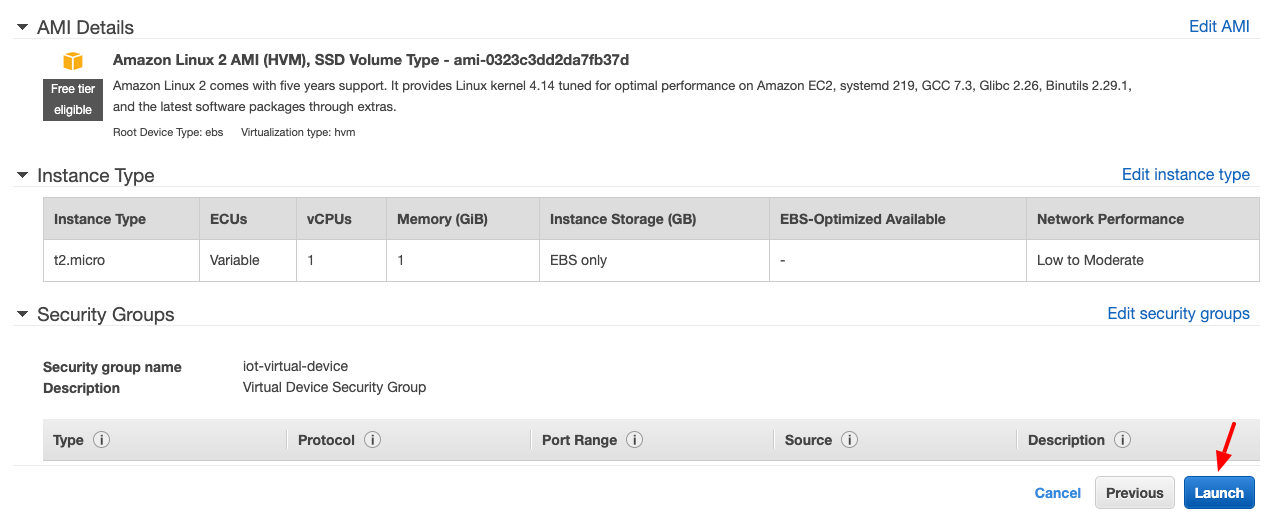 AMI Details Edit AMI
Amazon Linux 2 AMI (HVM), SSD Volume Type - ami-0323c3dd2da7fb37d
Free tier
eligible
Amazon Linux 2 comes with five years support. It provides Linux kernel 4.14 tuned for optimal performance on Amazon EC2, systemd 219, GCC 7.3, Glibc 2.26, Binutils 2.29.1,
and the latest software packages through extras.
Root Device Type: ebs Virtualization type: hvm
Instance Type Edit instance type
Instance Type ECUs vCPUs Memory (GiB) Instance Storage (GB) EBS-Optimized Available Network Performance
t2.micro Variable 1 1 EBS only - Low to Moderate
Security Groups Edit security groups
Security group name iot-virtual-device
Description Virtual Device Security Group
Type i Protocol i Port Range i Source i Description i
Cancel Previous Launch